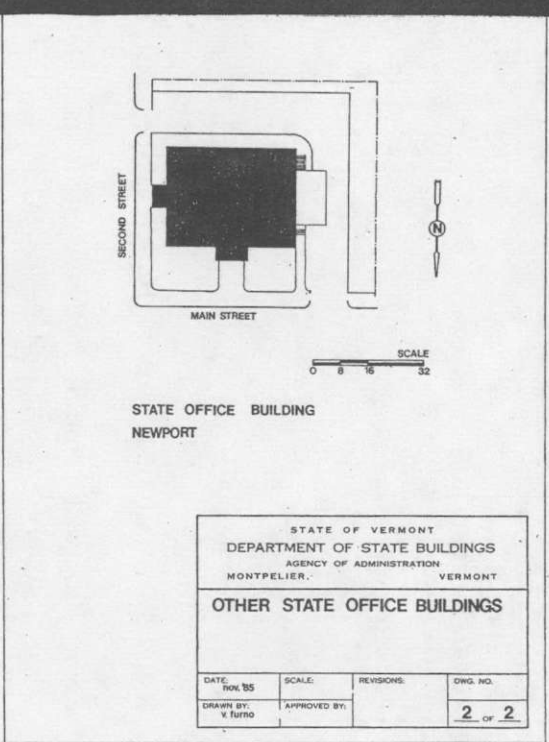 SECOND STREET
N
MAIN STREET
SCALE
0 8 16 32
STATE OFFICE BUILDING
NEWPORT
STATE OF VERMONT
DEPARTMENT OF STATE BUILDINGS
AGENCY OF ADMINISTRATION
MONTPELIER. VERMONT
OTHER STATE OFFICE BUILDINGS
DATE: SCALE: REVISIONS: DWG. NO.
nov. '85
DRAWN BY: APPROVED BY:
v. furno
2 OF 2